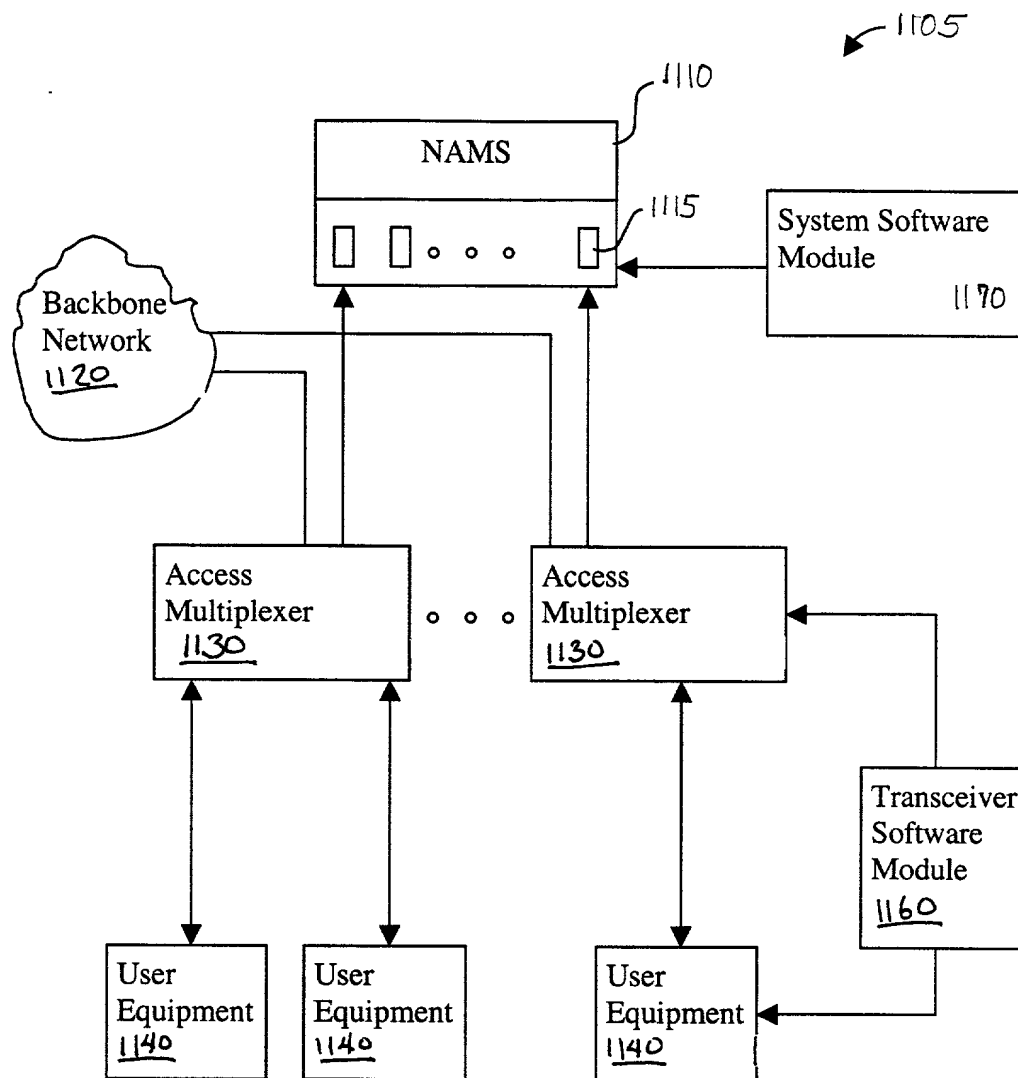 1105
1110
NAMS
1115
System Software
Module
1170
Backbone
Network
1120
Access
Multiplexer
1130
Access
Multiplexer
1130
Transceiver
Software
Module
1160
User
Equipment
1140
User
Equipment
1140
User
Equipment
1140